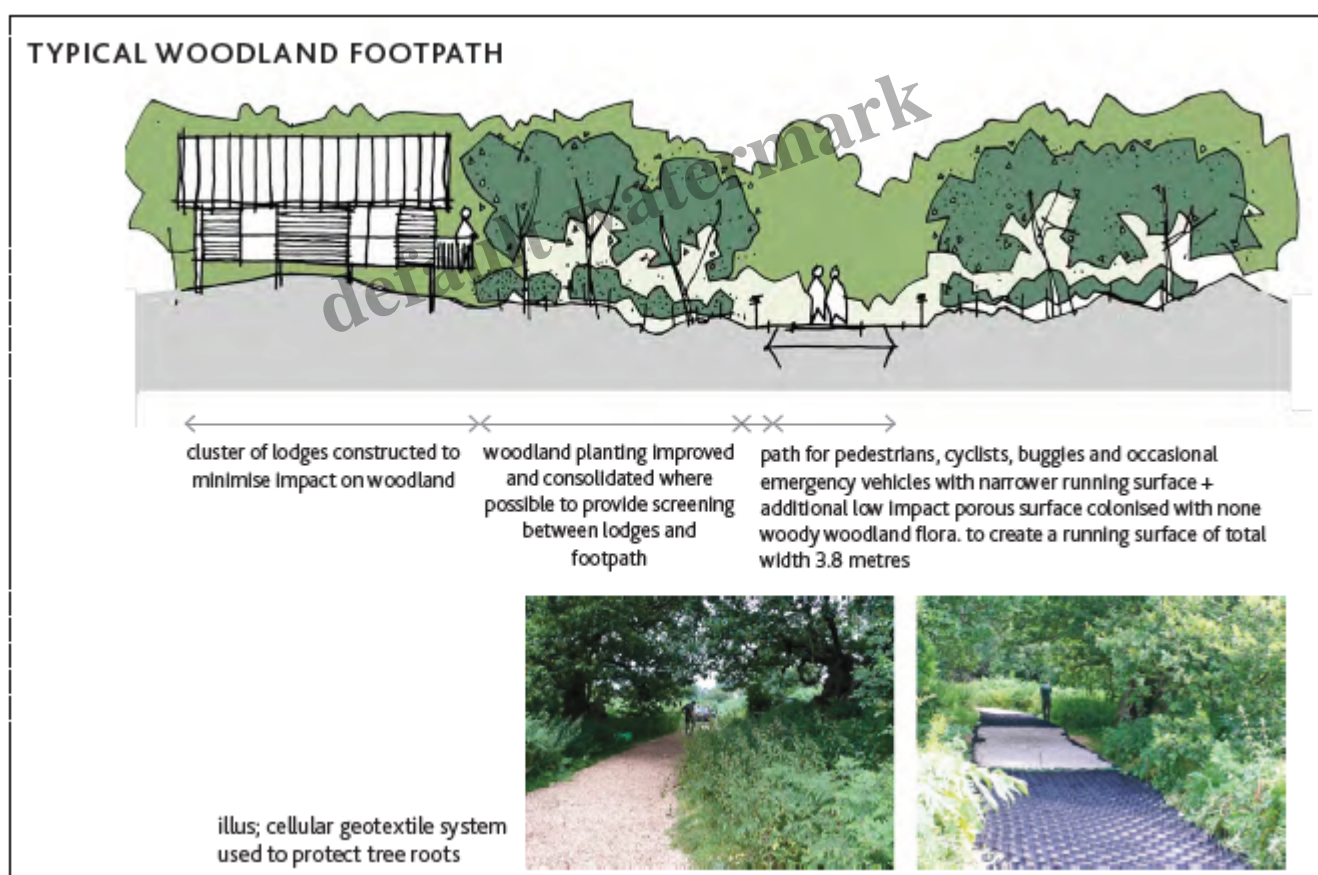 TYPICAL WOODLAND FOOTPATH
default watermark
cluster of lodges constructed to
minimise impact on woodland
woodland planting improved
and consolidated where
possible to provide screening
between lodges and
footpath
path for pedestrians, cyclists, buggies and occasional
emergency vehicles with narrower running surface +
additional low impact porous surface colonised with none
woody woodland flora. to create a running surface of total
width 3.8 metres
illus; cellular geotextile system
used to protect tree roots